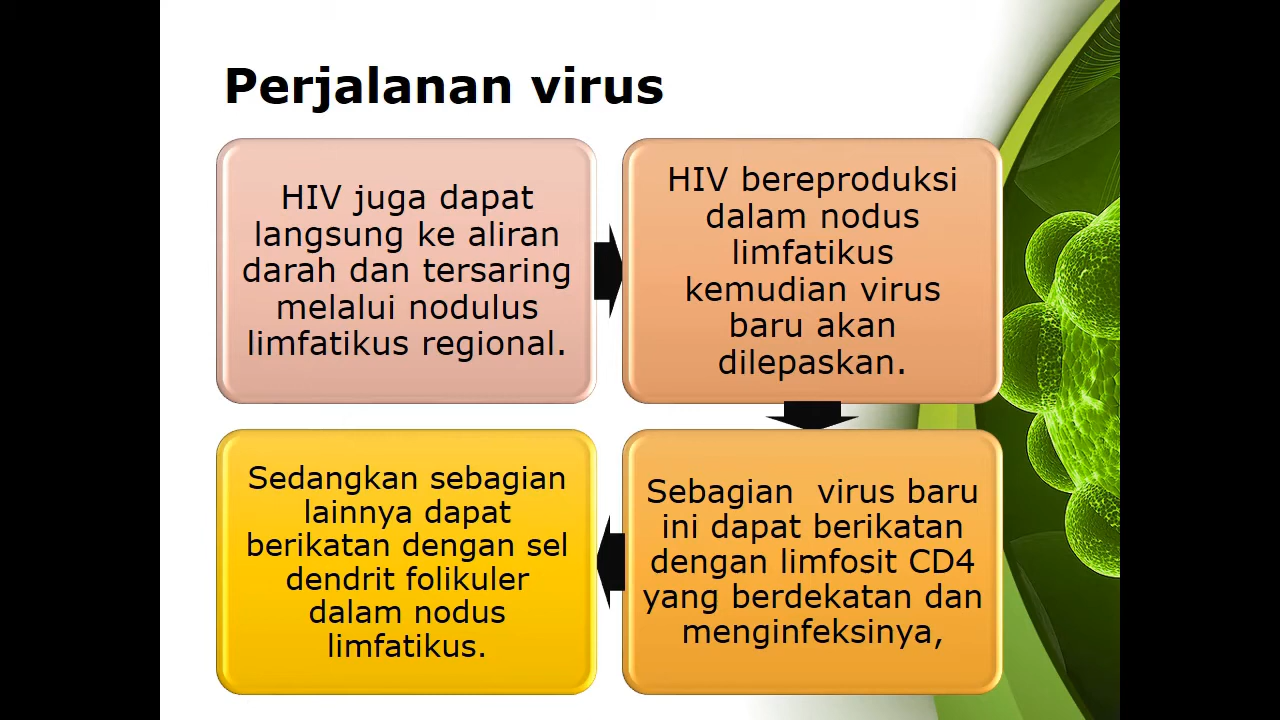 Perjalanan virus
HIV juga dapat
langsung ke aliran
darah dan tersaring
melalui nodulus
limfatikus regional.
HIV bereproduksi
dalam nodus
limfatikus
kemudian virus
baru akan
dilepaskan.
Sebagian  virus baru
ini dapat berikatan
dengan limfosit CD4
yang berdekatan dan
menginfeksinya,
Sedangkan sebagian
lainnya dapat
berikatan dengan sel
dendrit folikuler
dalam nodus
limfatikus.